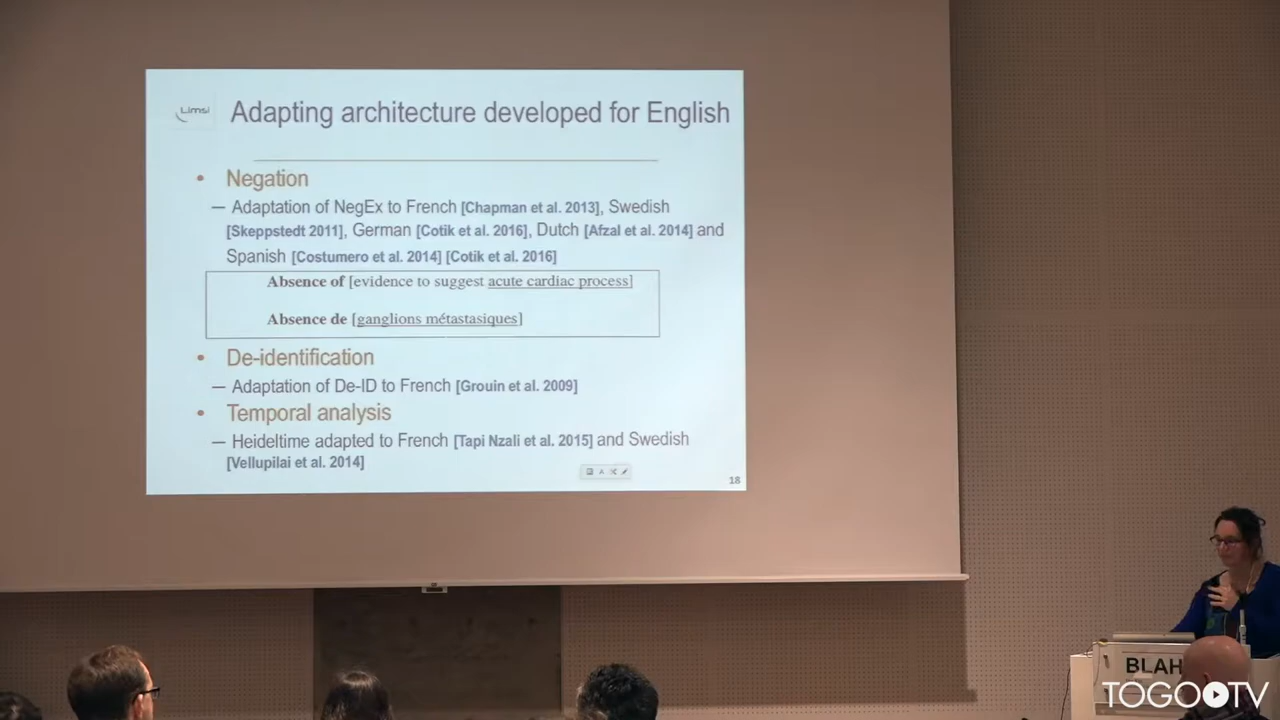 Limsi
Adapting architecture developed for English
• Negation
– Adaptation of NegEx to French [Chapman et al. 2013], Swedish
[Skeppstedt 2011], German [Cotik et al. 2016], Dutch [Afzal et al. 2014] and
Spanish [Costumero et al. 2014] [Cotik et al. 2016]
Absence of [evidence to suggest acute cardiac process]
Absence de [ganglions métastasiques]
• De-identification
– Adaptation of De-ID to French [Grouin et al. 2009]
• Temporal analysis
– Heideltime adapted to French [Tapi Nzali et al. 2015] and Swedish
[Vellupilai et al. 2014]
18
BLAH
TOGOTV